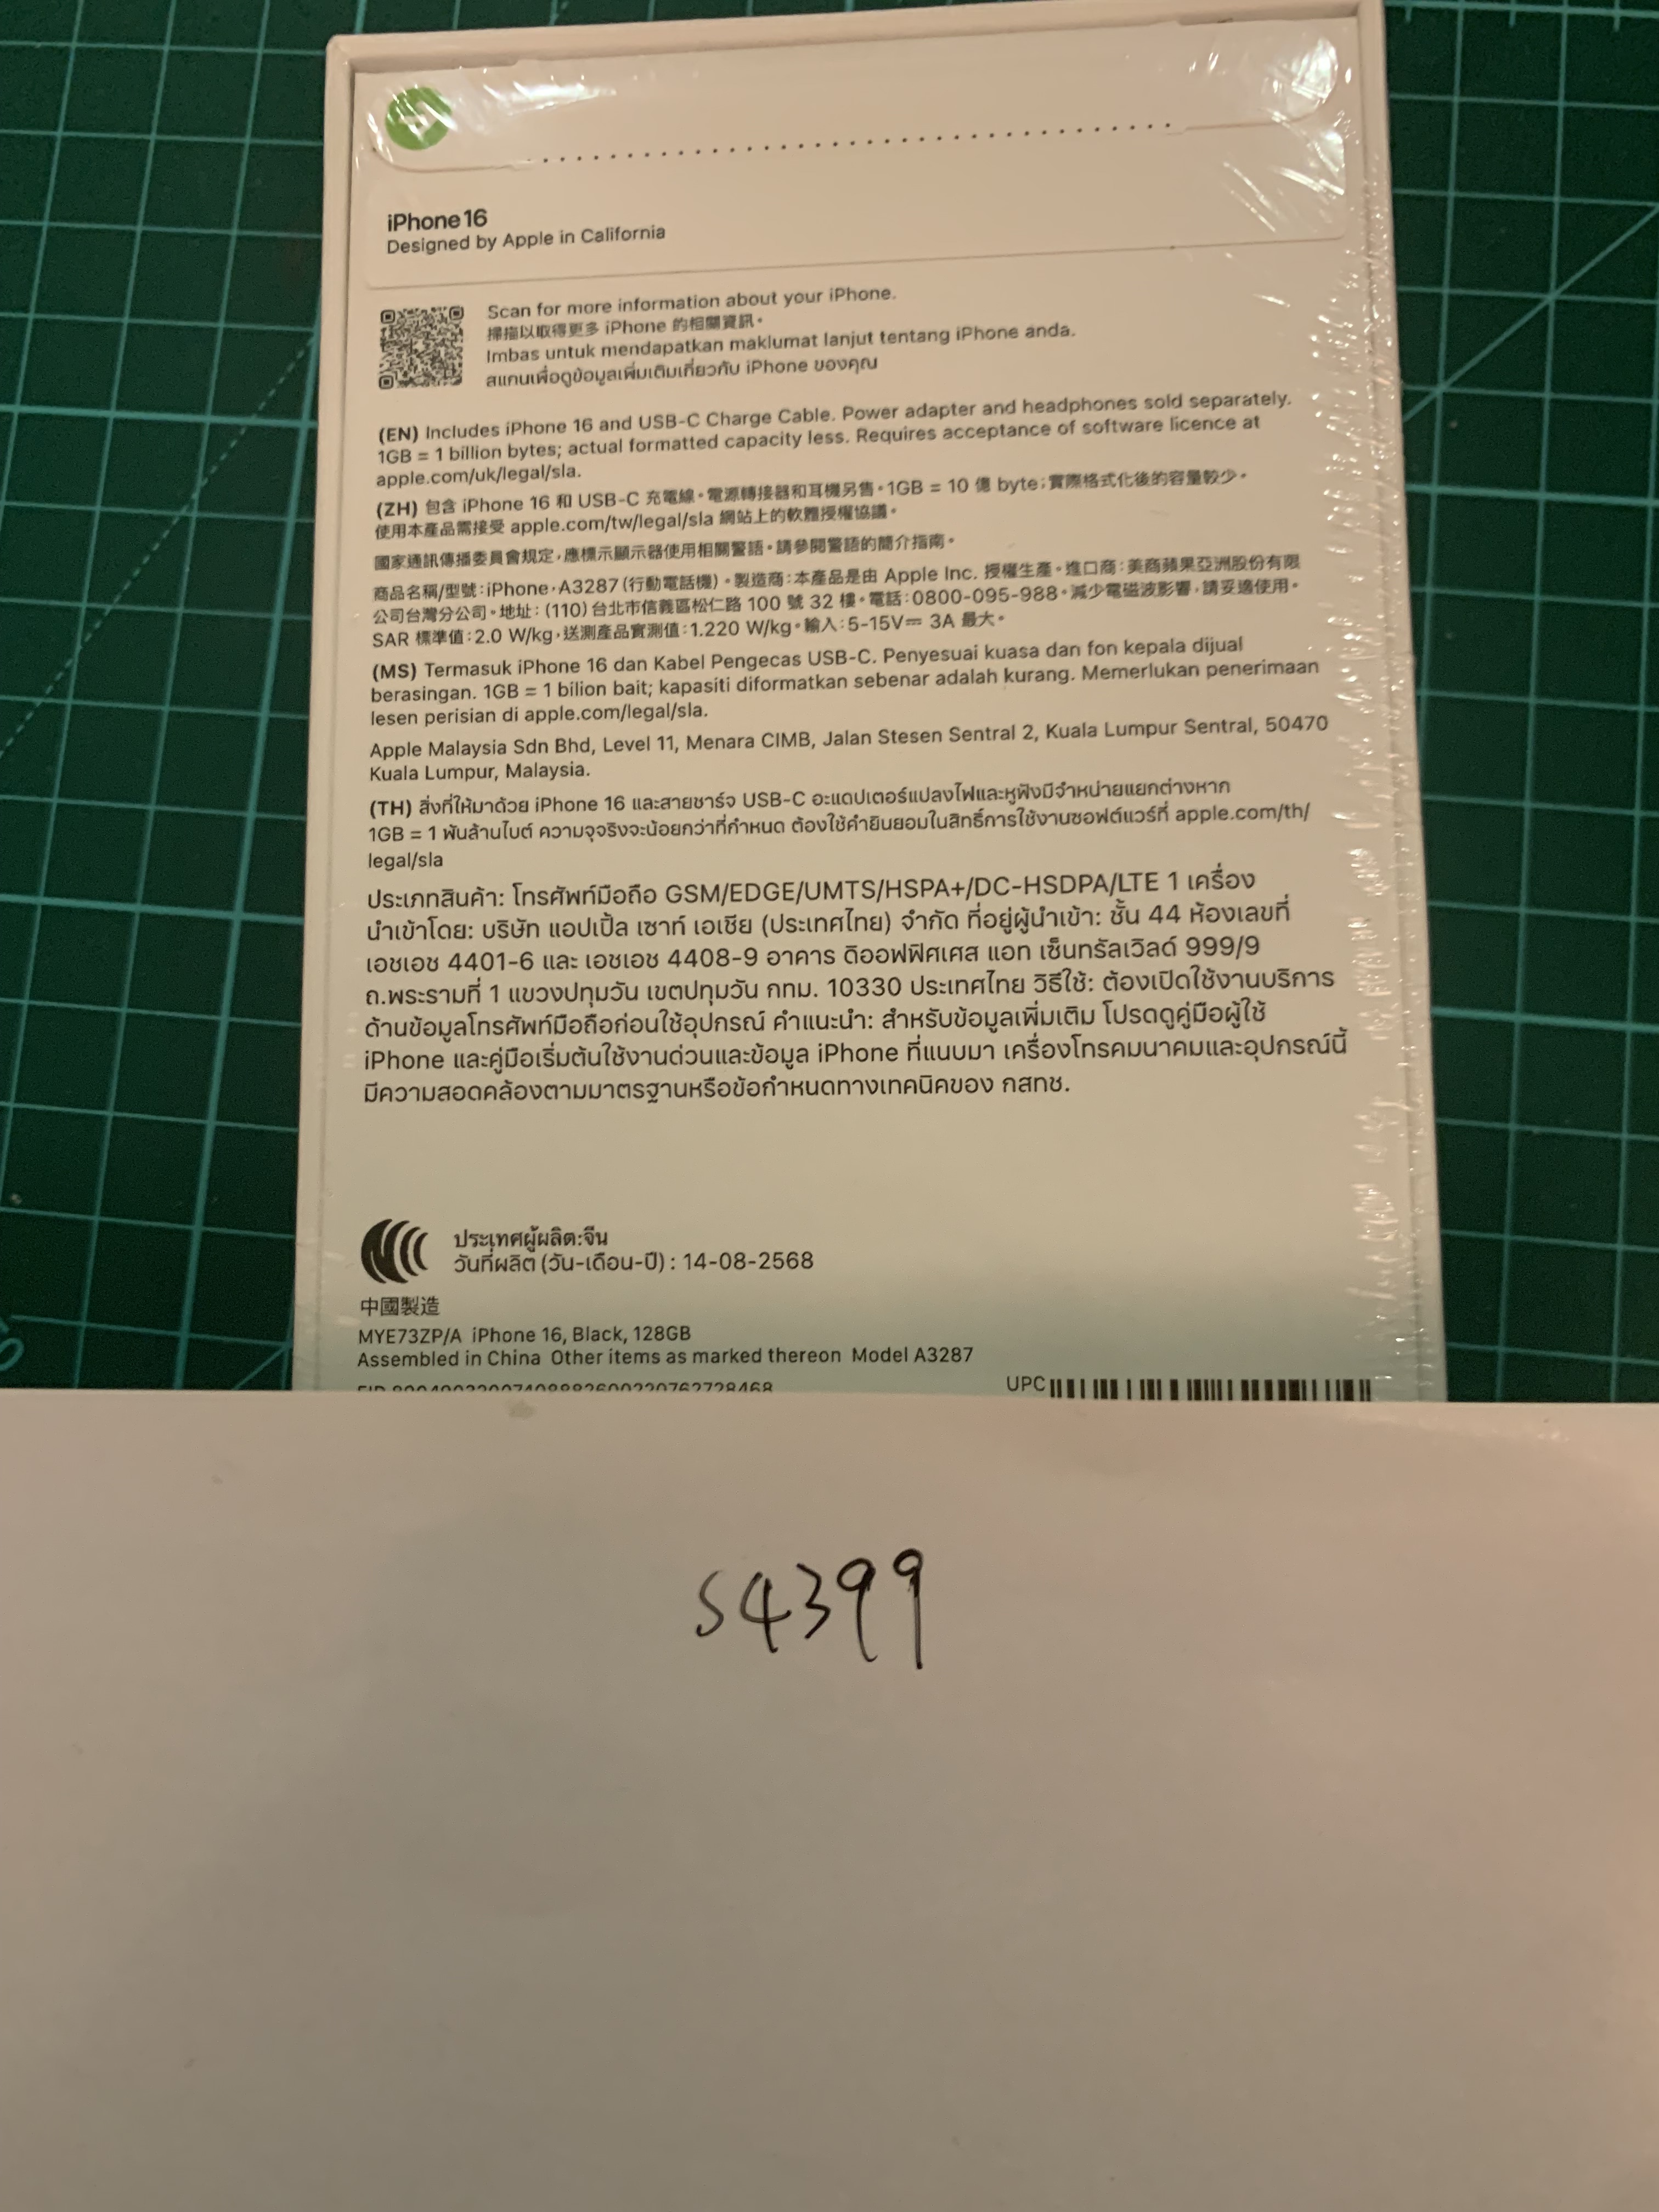 iPhone 16
Designed by Apple in California
Scan for more information about your iPhone.
掃描以取得更多 iPhone 的相關資訊。
Imbas untuk mendapatkan maklumat lanjut tentang iPhone anda.
สแกนเพื่อดูข้อมูลเพิ่มเติมเกี่ยวกับ iPhone ของคุณ
(EN) Includes iPhone 16 and USB-C Charge Cable. Power adapter and headphones sold separately.
1GB = 1 billion bytes; actual formatted capacity less. Requires acceptance of software licence at
apple.com/uk/legal/sla.
(ZH) 包含 iPhone 16 和 USB-C 充電線。電源轉接器和耳機另售。1GB = 10 億 byte；實際格式化後的容量較少。
使用本產品需接受 apple.com/tw/legal/sla 網站上的軟體授權協議。
國家通訊傳播委員會規定，應標示顯示器使用相關警語。請參閱警語的簡介指南。
商品名稱/型號：iPhone，A3287（行動電話機）。製造商：本產品是由 Apple Inc. 授權生產。進口商：美商蘋果亞洲股份有限
公司台灣分公司。地址：(110) 台北市信義區松仁路 100 號 32 樓。電話：0800-095-988。減少電磁波影響，請妥適使用。
SAR 標準值：2.0 W/kg，送測產品實測值：1.220 W/kg。輸入：5-15V⎓ 3A 最大。
(MS) Termasuk iPhone 16 dan Kabel Pengecas USB-C. Penyesuai kuasa dan fon kepala dijual
berasingan. 1GB = 1 bilion bait; kapasiti diformatkan sebenar adalah kurang. Memerlukan penerimaan
lesen perisian di apple.com/legal/sla.
Apple Malaysia Sdn Bhd, Level 11, Menara CIMB, Jalan Stesen Sentral 2, Kuala Lumpur Sentral, 50470
Kuala Lumpur, Malaysia.
(TH) สิ่งที่ให้มาด้วย iPhone 16 และสายชาร์จ USB-C อะแดปเตอร์แปลงไฟและหูฟังมีจำหน่ายแยกต่างหาก
1GB = 1 พันล้านไบต์ ความจุจริงจะน้อยกว่าที่กำหนด ต้องใช้คำยินยอมในสิทธิ์การใช้งานซอฟต์แวร์ที่ apple.com/th/
legal/sla
ประเภทสินค้า: โทรศัพท์มือถือ GSM/EDGE/UMTS/HSPA+/DC-HSDPA/LTE 1 เครื่อง
นำเข้าโดย: บริษัท แอปเปิ้ล เซาท์ เอเชีย (ประเทศไทย) จำกัด ที่อยู่ผู้นำเข้า: ชั้น 44 ห้องเลขที่
เอชเอช 4401-6 และ เอชเอช 4408-9 อาคาร ดิออฟฟิศเศส แอท เซ็นทรัลเวิลด์ 999/9
ถ.พระรามที่ 1 แขวงปทุมวัน เขตปทุมวัน กทม. 10330 ประเทศไทย วิธีใช้: ต้องเปิดใช้งานบริการ
ด้านข้อมูลโทรศัพท์มือถือก่อนใช้อุปกรณ์ คำแนะนำ: สำหรับข้อมูลเพิ่มเติม โปรดดูคู่มือผู้ใช้
iPhone และคู่มือเริ่มต้นใช้งานด่วนและข้อมูล iPhone ที่แนบมา เครื่องโทรคมนาคมและอุปกรณ์นี้
มีความสอดคล้องตามมาตรฐานหรือข้อกำหนดทางเทคนิคของ กสทช.
ประเทศผู้ผลิต:จีน
วันที่ผลิต (วัน-เดือน-ปี) : 14-08-2568
中國製造
MYE73ZP/A iPhone 16, Black, 128GB
Assembled in China Other items as marked thereon Model A3287
UPC
S4399